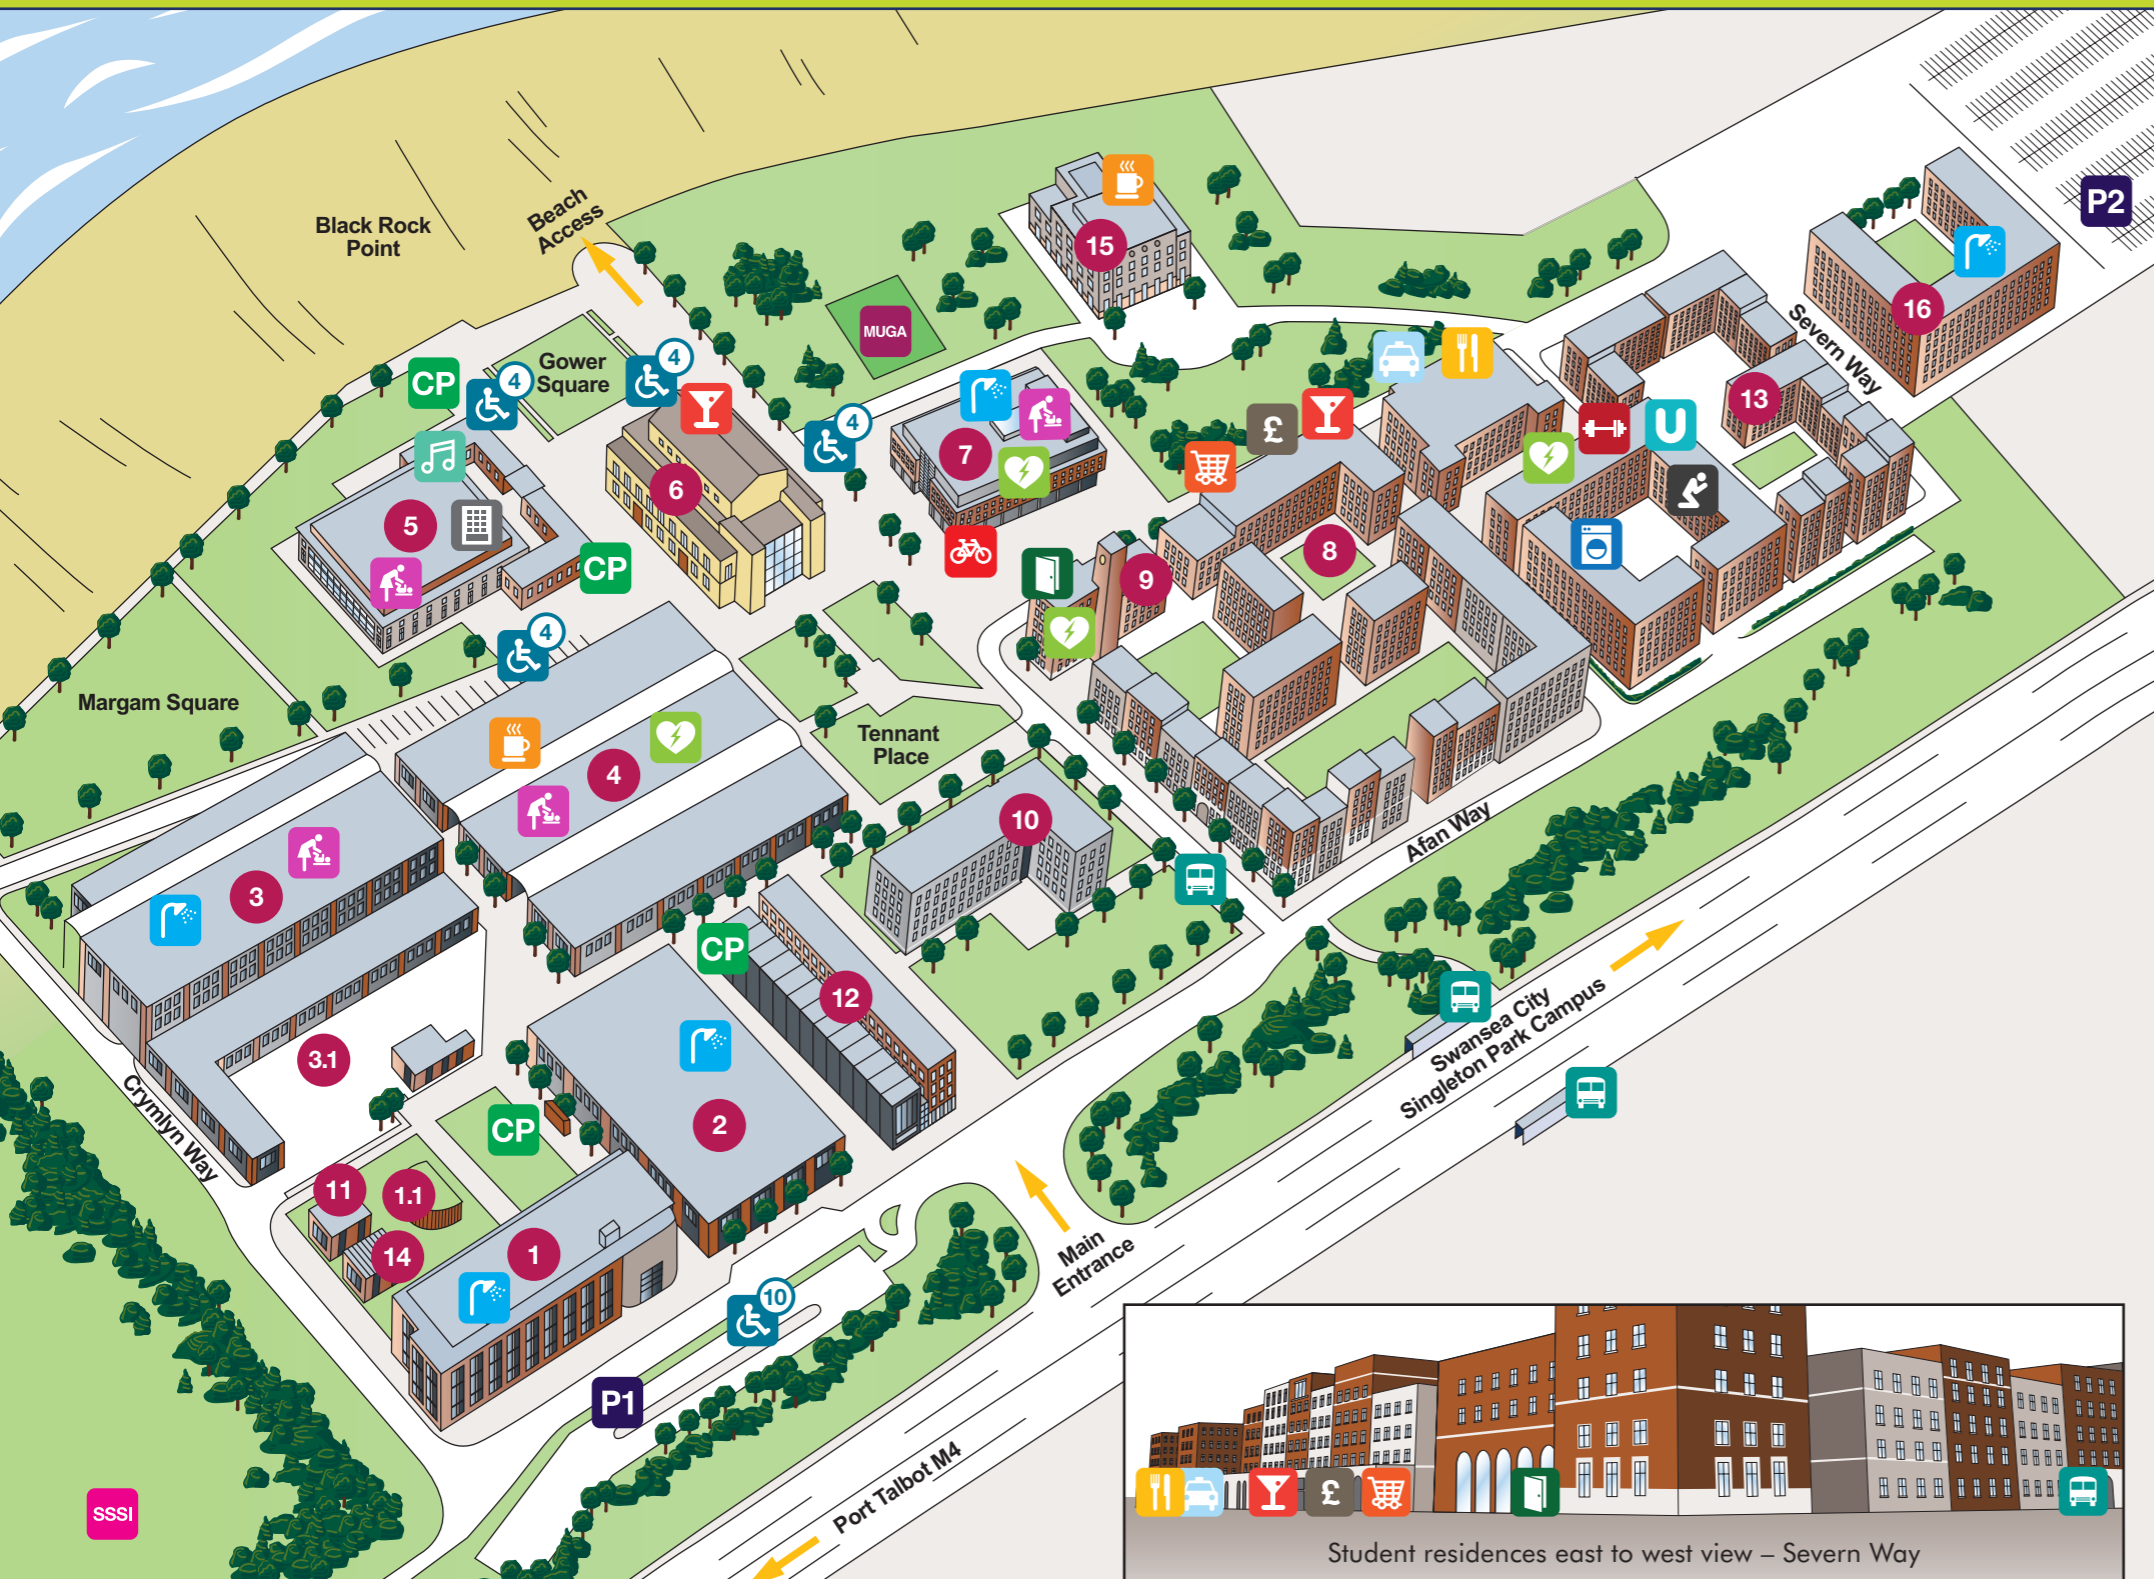 P2
Black Rock
Point
Beach
Access
15
16
MUGA
Severn Way
4
Gower
Square
4
CP
4
13
£
7
6
U
5
8
9
CP
4
Margam Square
Tennant
Place
4
10
Afan Way
3
CP
12
3.1
Swansea City
Singleton Park Campus
2
CP
Crymlyn Way
11
1.1
14
1
Main
Entrance
10
P1
Port Talbot M4
SSSI
£
Student residences east to west view – Severn Way